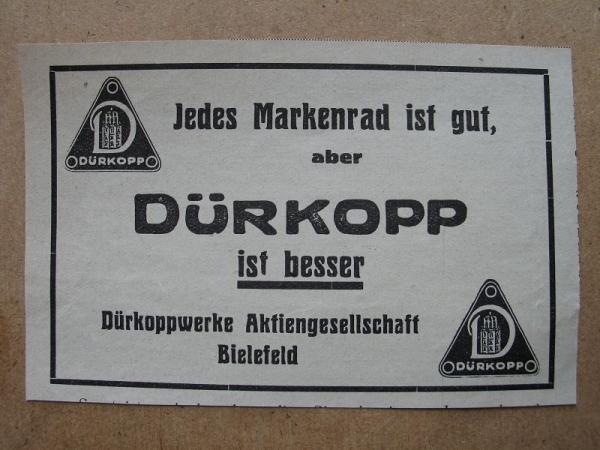 DÜRKOPP
Jedes Markenrad ist gut,
aber
DÜRKOPP
ist besser
Dürkoppwerke Aktiengesellschaft
Bielefeld
D
DÜRKOPP